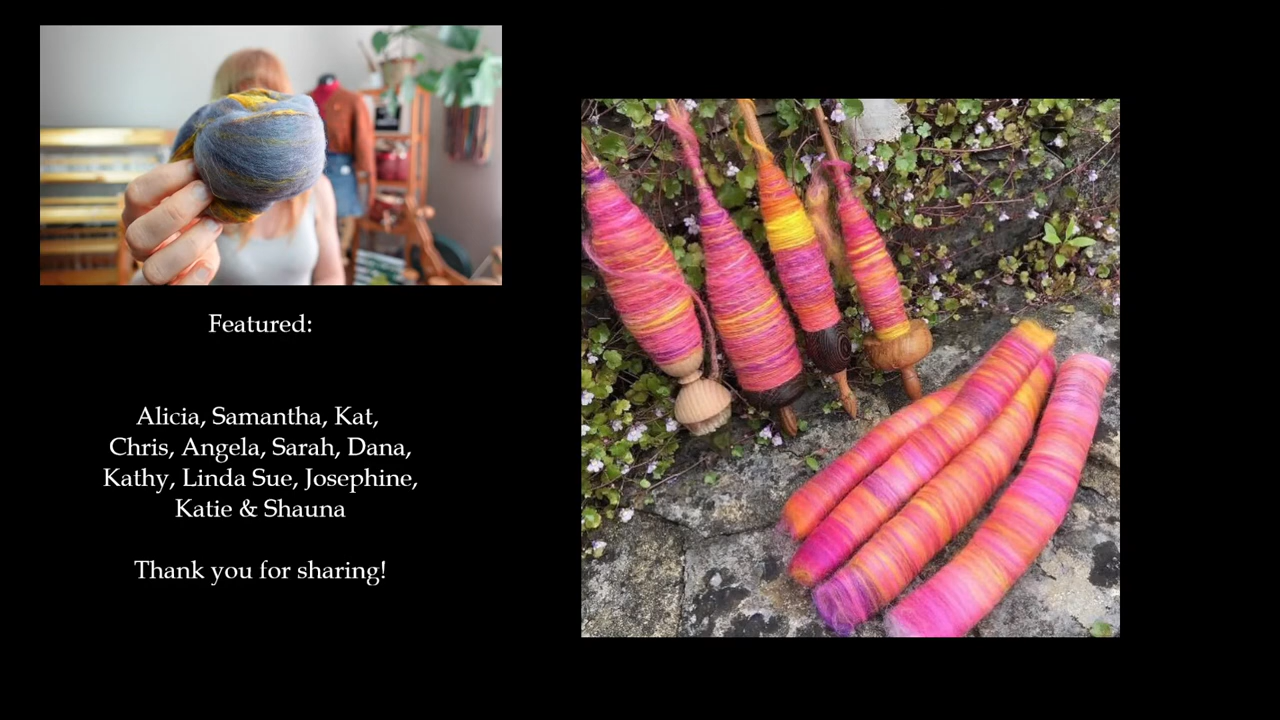 Featured:
Alicia, Samantha, Kat,
Chris, Angela, Sarah, Dana,
Kathy, Linda Sue, Josephine,
Katie & Shauna
Thank you for sharing!